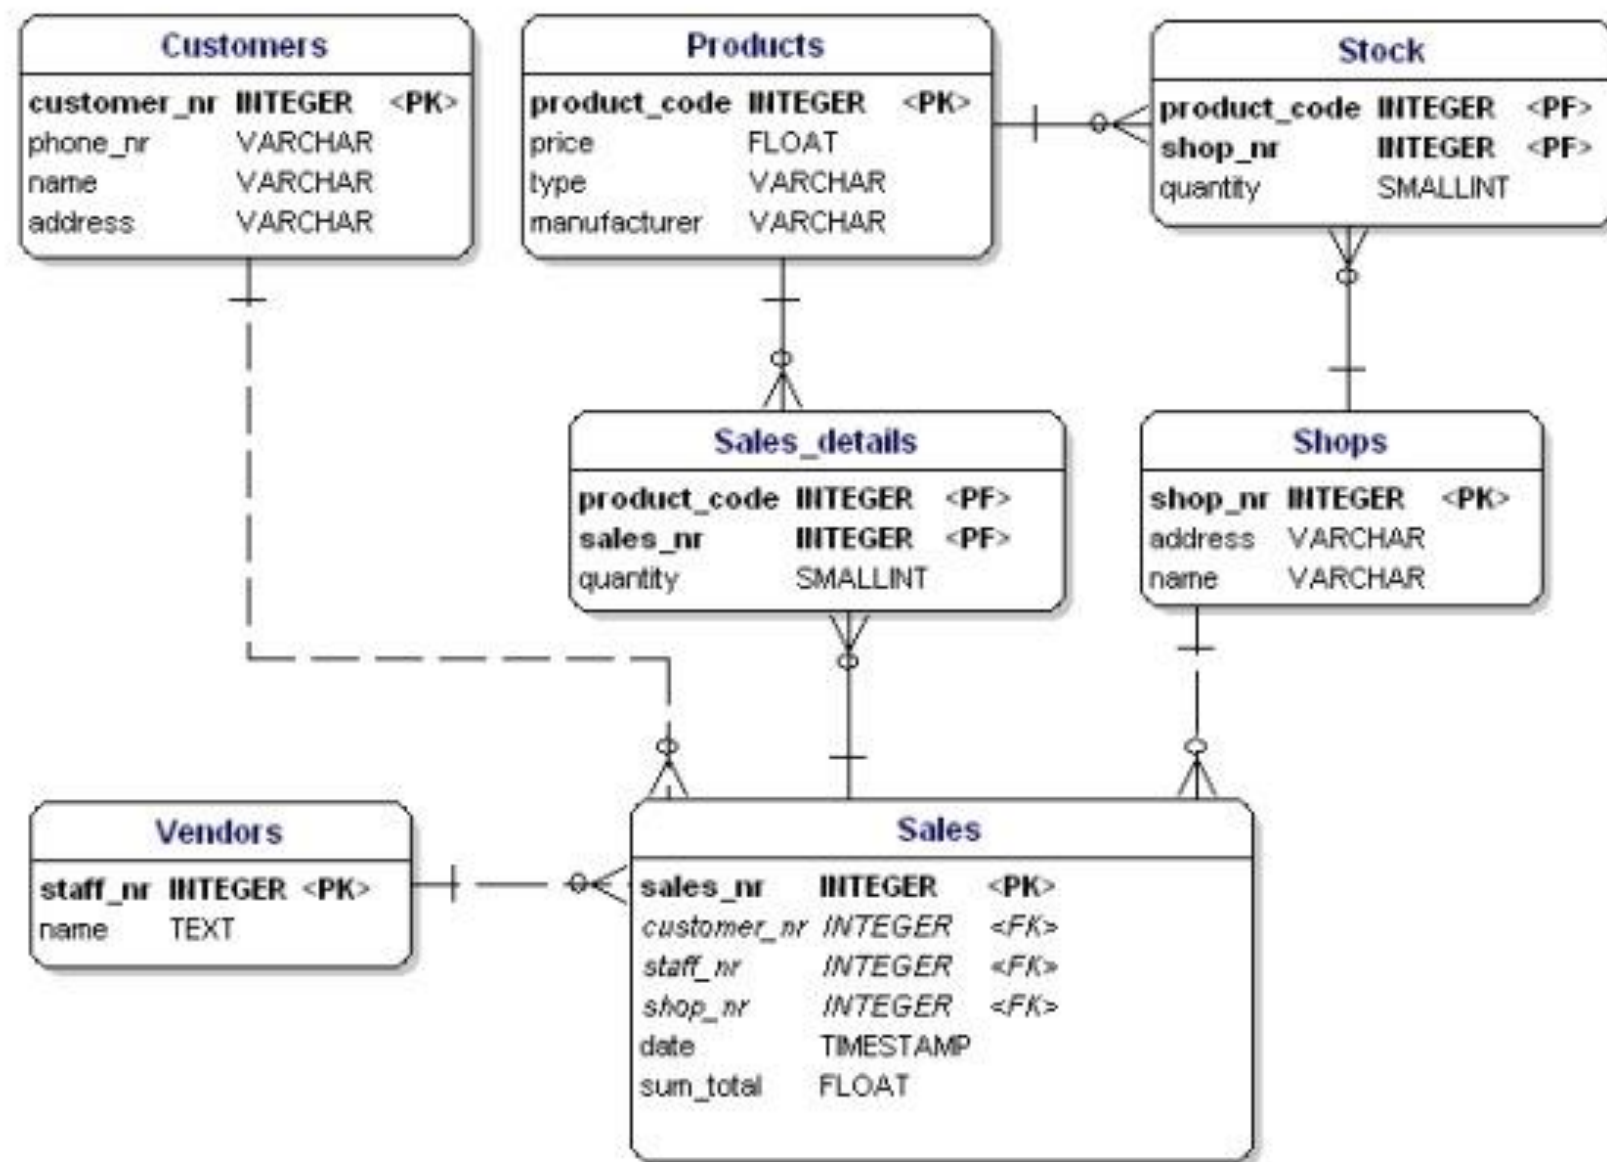 Customers
customer_nr INTEGER <PK>
phone_nr VARCHAR
name VARCHAR
address VARCHAR
Products
product_code INTEGER <PK>
price FLOAT
type VARCHAR
manufacturer VARCHAR
Stock
product_code INTEGER <PF>
shop_nr INTEGER <PF>
quantity SMALLINT
Sales_details
product_code INTEGER <PF>
sales_nr INTEGER <PF>
quantity SMALLINT
Shops
shop_nr INTEGER <PK>
address VARCHAR
name VARCHAR
Vendors
staff_nr INTEGER <PK>
name TEXT
Sales
sales_nr INTEGER <PK>
customer_nr INTEGER <FK>
staff_nr INTEGER <FK>
shop_nr INTEGER <FK>
date TIMESTAMP
sum_total FLOAT